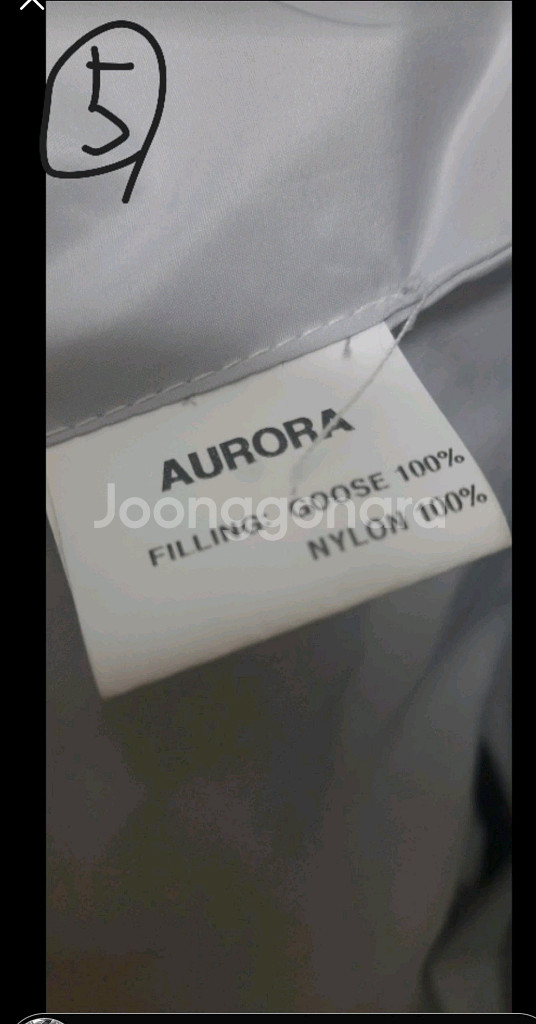 5
AURORA
FILLING: GOOSE 100%
NYLON 100%
Joonggonara